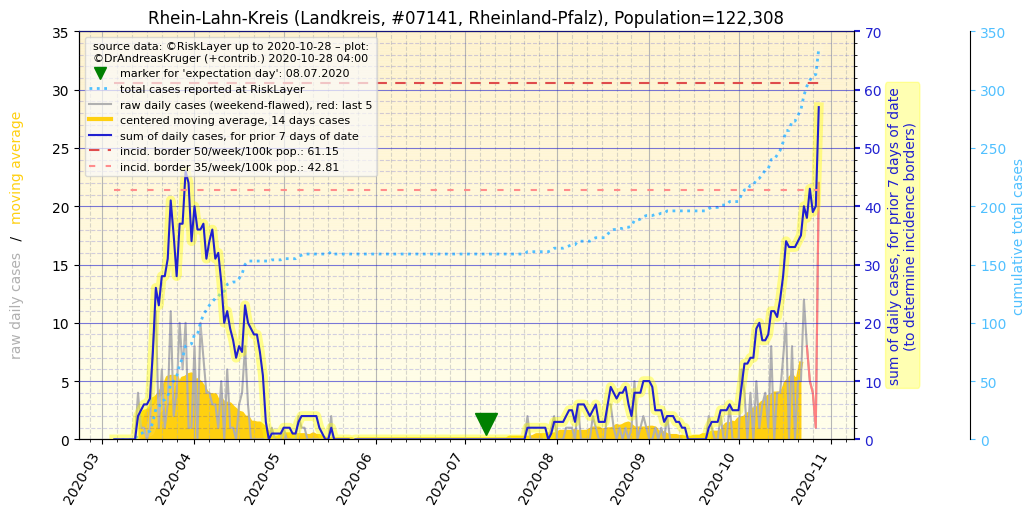 Rhein-Lahn-Kreis (Landkreis, #07141, Rheinland-Pfalz), Population=122,308
source data: ©RiskLayer up to 2020-10-28 – plot:
©DrAndreasKruger (+contrib.) 2020-10-28 04:00
marker for 'expectation day': 08.07.2020
total cases reported at RiskLayer
raw daily cases (weekend-flawed), red: last 5
centered moving average, 14 days cases
sum of daily cases, for prior 7 days of date
incid. border 50/week/100k pop.: 61.15
incid. border 35/week/100k pop.: 42.81
raw daily cases / moving average
35
30
25
20
15
10
5
0
70
60
50
40
30
20
10
0
sum of daily cases, for prior 7 days of date
(to determine incidence borders)
350
300
250
200
150
100
50
0
cumulative total cases
2020-03
2020-04
2020-05
2020-06
2020-07
2020-08
2020-09
2020-10
2020-11